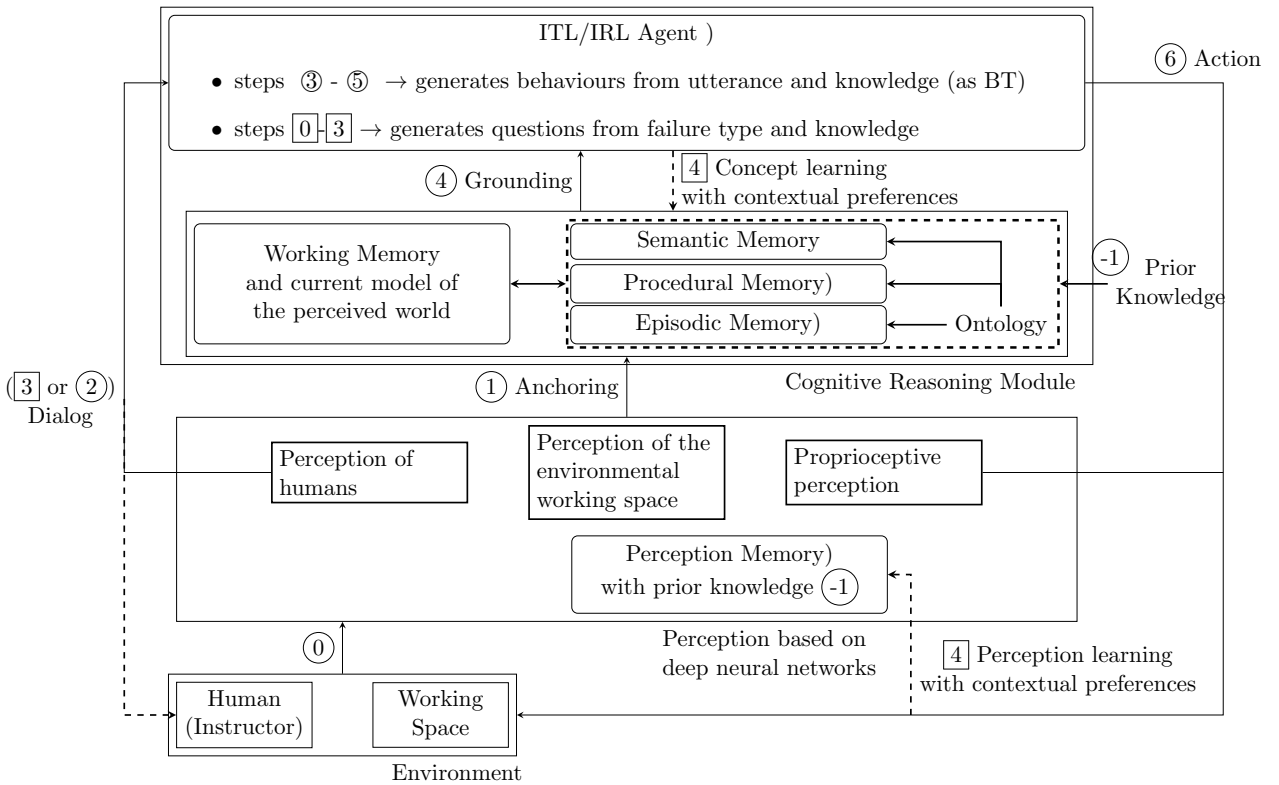 ITL/IRL Agent )
• steps ③ - ⑤ → generates behaviours from utterance and knowledge (as BT)
• steps 0-3 → generates questions from failure type and knowledge
6 Action
4 Grounding
4 Concept learning
with contextual preferences
Working Memory
and current model of
the perceived world
Semantic Memory
Procedural Memory)
Episodic Memory)
Ontology
-1
Prior
Knowledge
Cognitive Reasoning Module
(3 or 2)
Dialog
1 Anchoring
Perception of
humans
Perception of the
environmental
working space
Proprioceptive
perception
Perception Memory)
with prior knowledge -1
Perception based on
deep neural networks
0
4 Perception learning
with contextual preferences
Human
(Instructor)
Working
Space
Environment